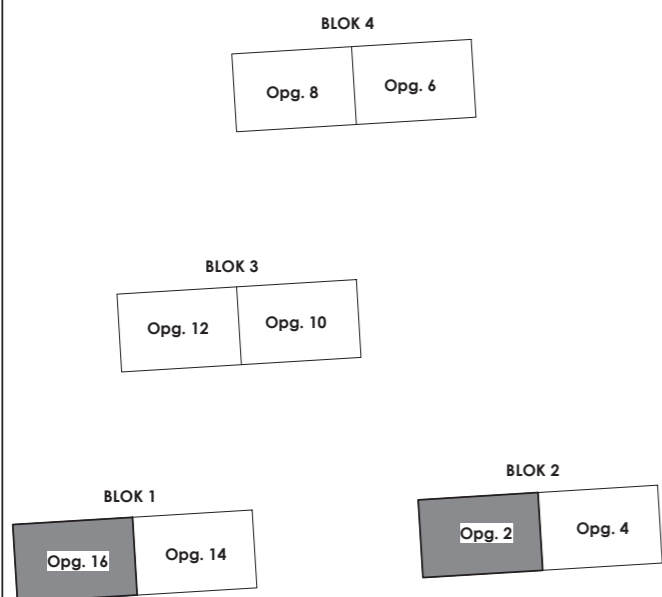 BLOK 4
Opg. 8
Opg. 6
BLOK 3
Opg. 12
Opg. 10
BLOK 2
Opg. 2
Opg. 4
BLOK 1
Opg. 16
Opg. 14